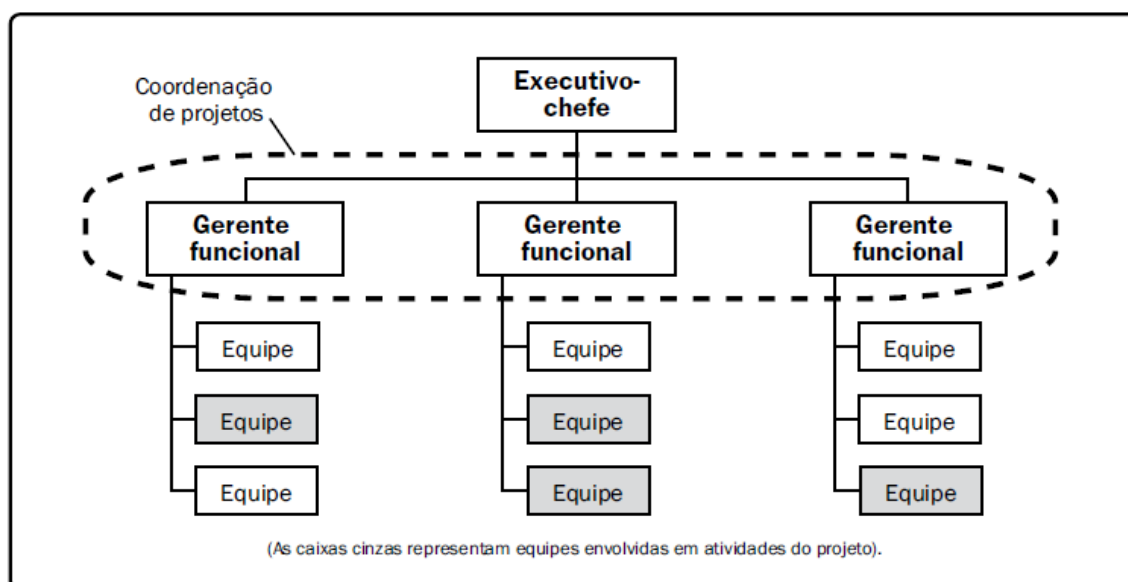 Coordenação
de projetos
Executivo-
chefe
Gerente
funcional
Gerente
funcional
Gerente
funcional
Equipe
Equipe
Equipe
Equipe
Equipe
Equipe
Equipe
Equipe
Equipe
(As caixas cinzas representam equipes envolvidas em atividades do projeto).